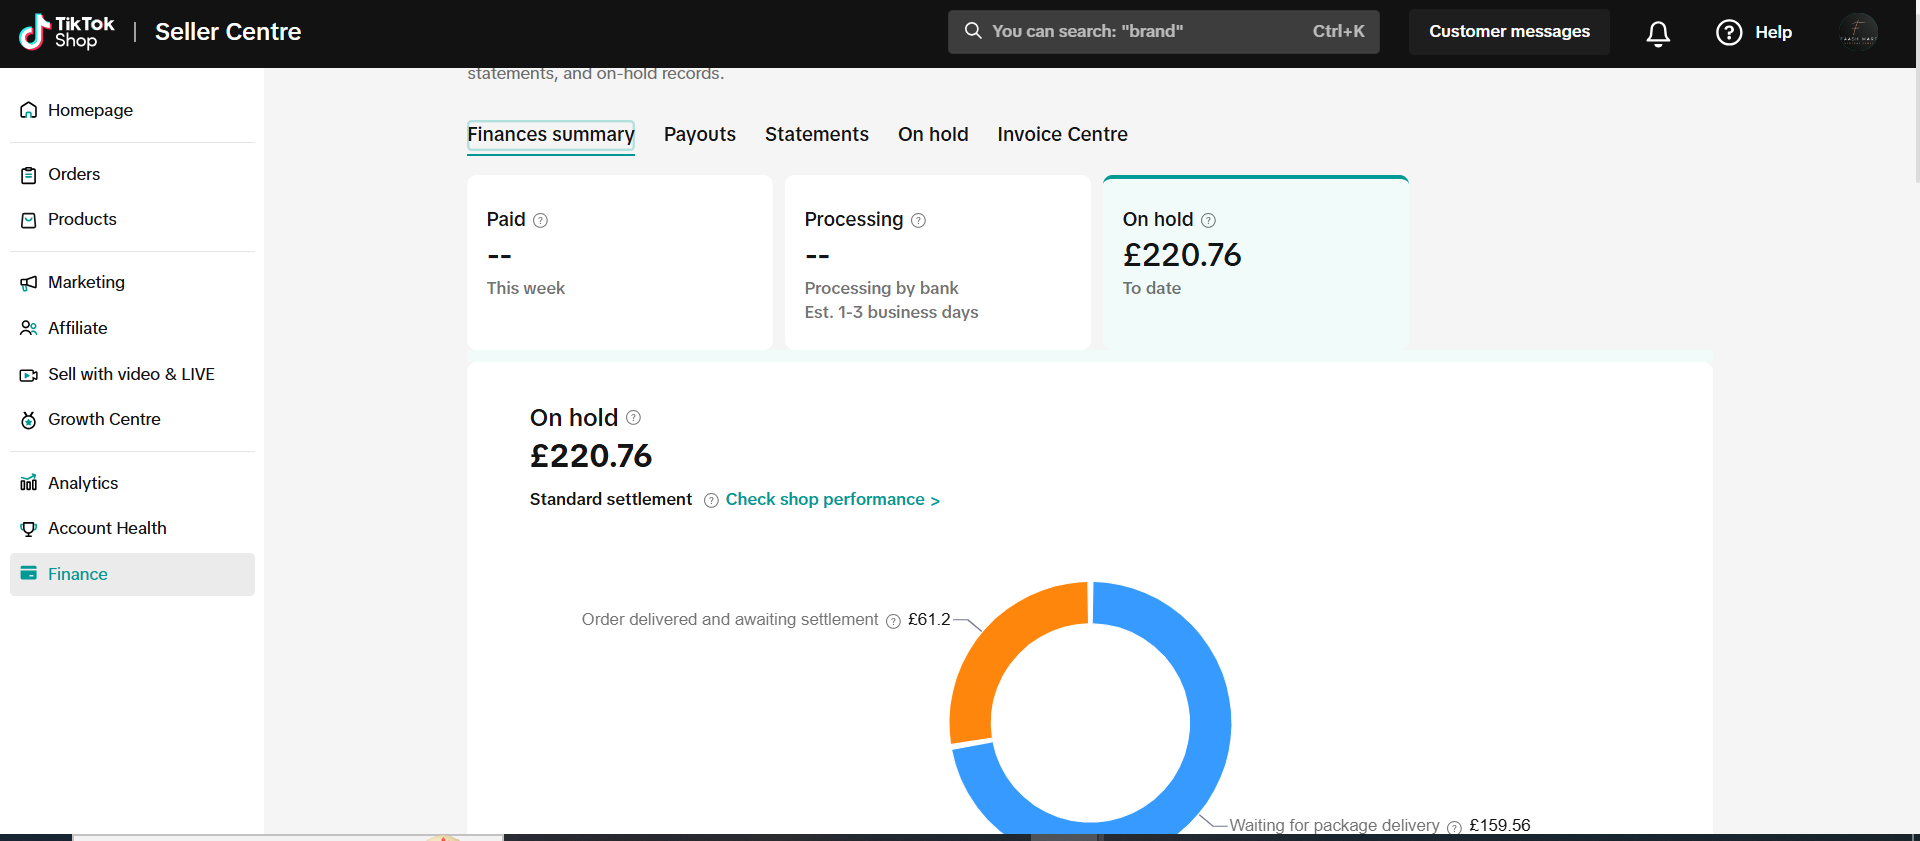 TikTok
Shop
Seller Centre
You can search: "brand"
Ctrl+K
Customer messages
Help
statements, and on-hold records.
Homepage
Orders
Products
Marketing
Affiliate
Sell with video & LIVE
Growth Centre
Analytics
Account Health
Finance
Finances summary
Payouts
Statements
On hold
Invoice Centre
Paid
--
This week
Processing
--
Processing by bank
Est. 1-3 business days
On hold
£220.76
To date
On hold
£220.76
Standard settlement
Check shop performance >
Order delivered and awaiting settlement £61.2
Waiting for package delivery £159.56